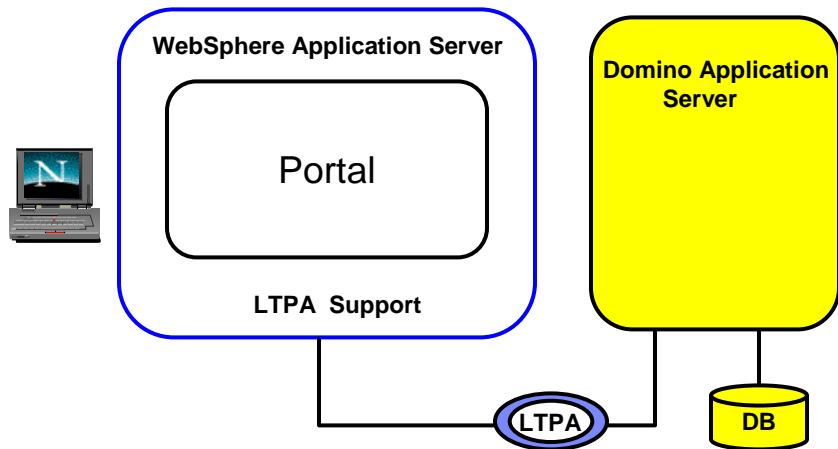 WebSphere Application Server
Portal
LTPA Support
Domino Application
Server
N
LTPA
DB